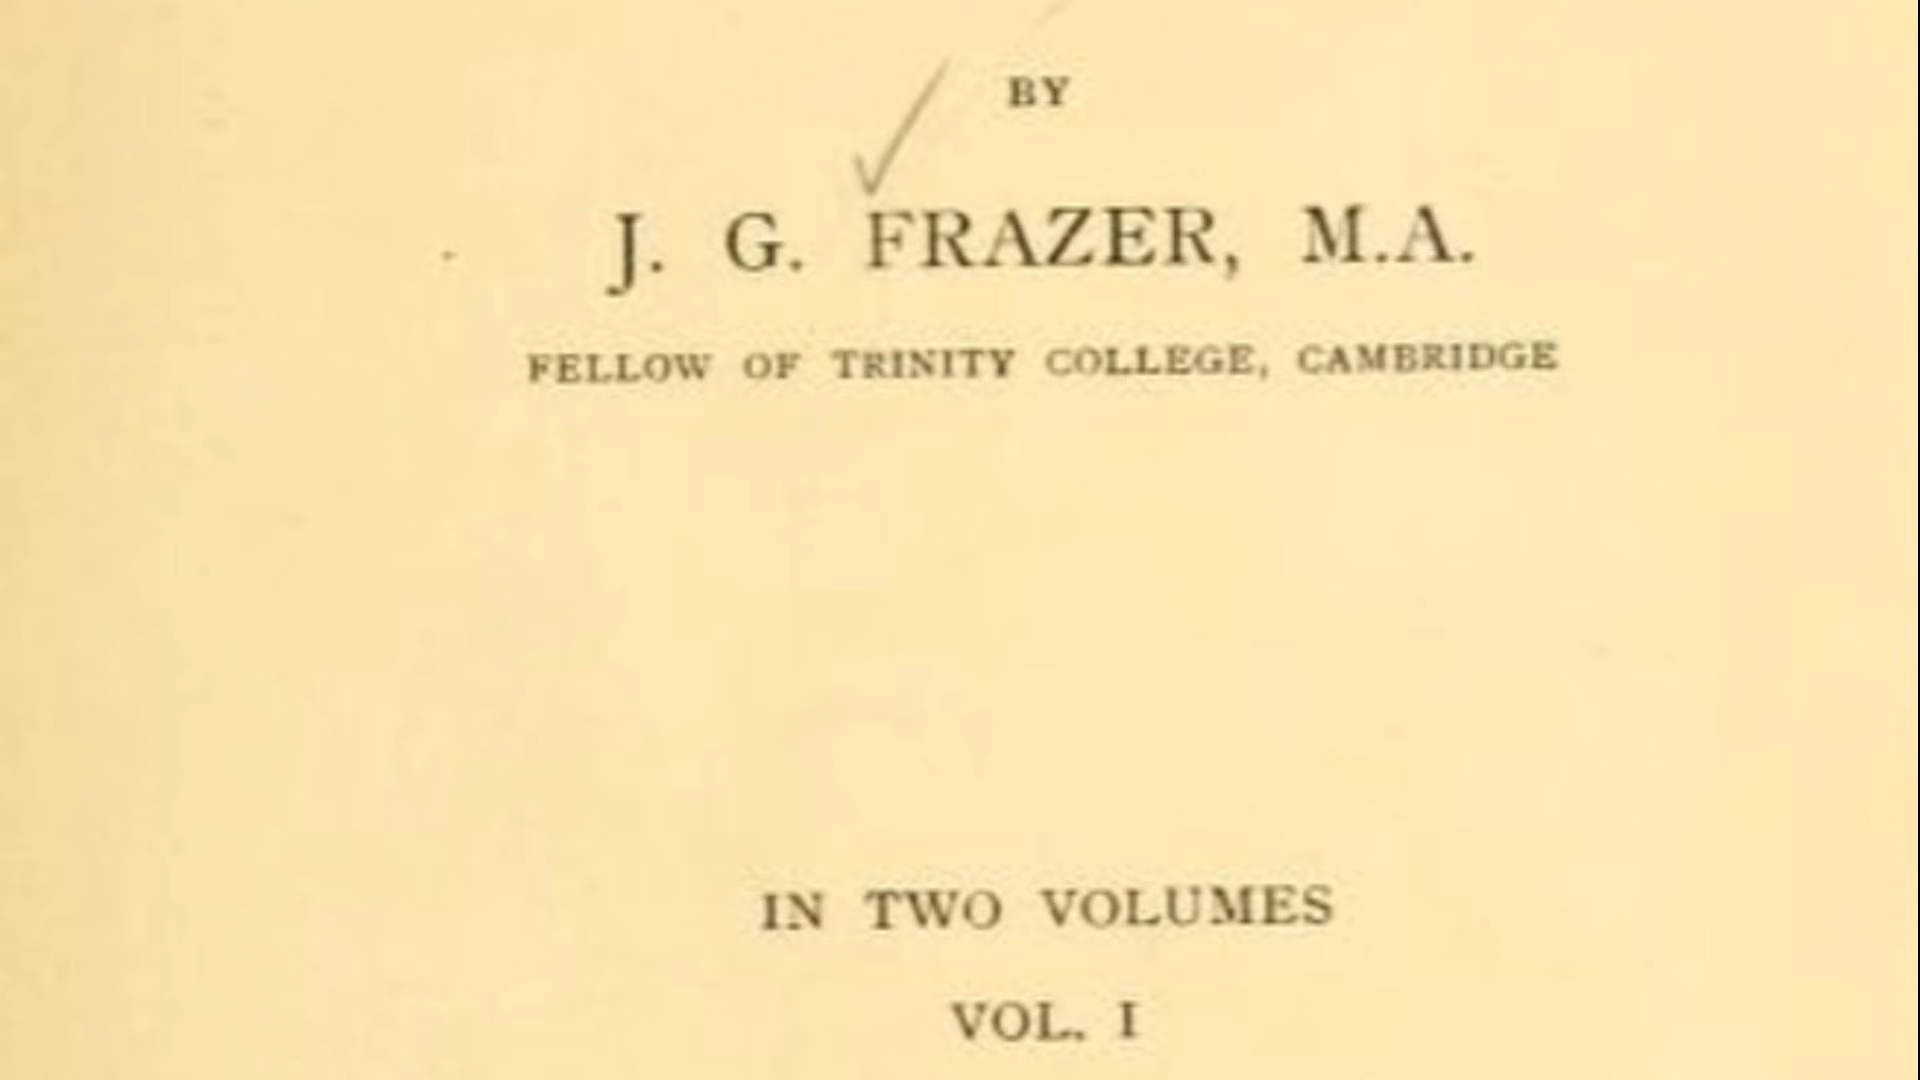 BY
J. G. FRAZER, M.A.
FELLOW OF TRINITY COLLEGE, CAMBRIDGE
IN TWO VOLUMES
VOL. I